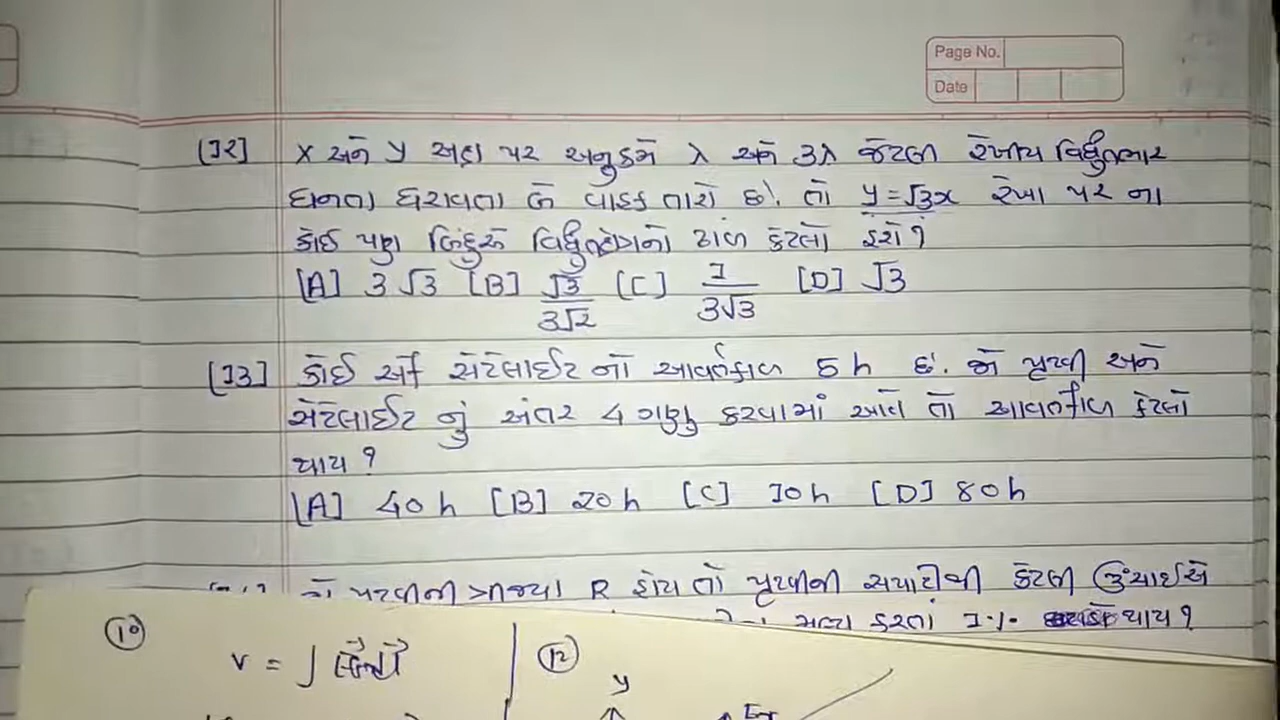 Page No.
Date
[12] x અને y અક્ષ પર અનુક્રમે λ અને 3λ જેટલી રેખીય વિદ્યુતભાર
ઘનતા ધરાવતા બે વાહક તારો છે. તો y=√3x રેખા પર ના
કોઈ પણ બિંદુએ વિદ્યુતક્ષેત્રનો ઢાળ કેટલો હશે?
[A] 3√3 [B] √3/3√2 [C] 1/3√3 [D] √3
[13] કોઈ એક સેટેલાઈટ નો આવર્તકાળ 5 h છે. જો પૃથ્વી અને
સેટેલાઈટ નું અંતર 4 ગણુ કરવામાં આવે તો આવર્તકાળ કેટલો
થાય?
[A] 40 h [B] 20 h [C] 10 h [D] 80 h
જો પૃથ્વીની ત્રિજ્યા R હોય તો પૃથ્વીની સપાટીથી કેટલી ઉંચાઈએ
મૂલ્ય કરતાં 1% થાય?
10
V = ∫
12
y